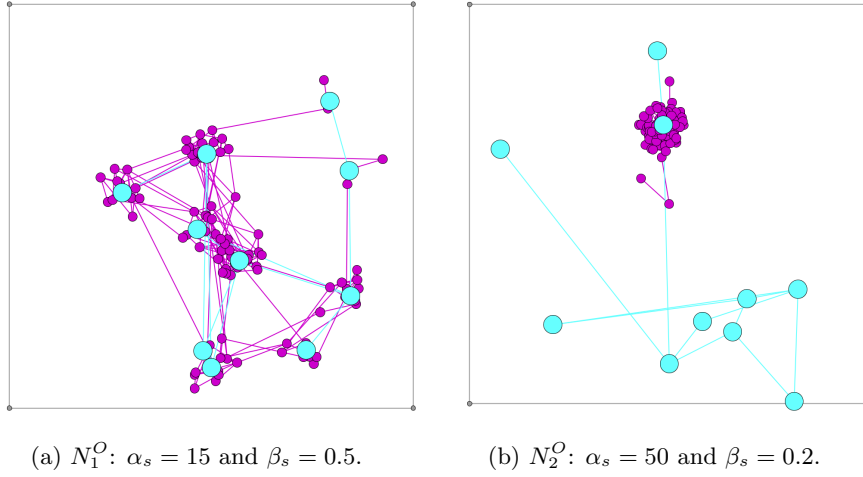 (a) $N_1^O$: $\alpha_s = 15$ and $\beta_s = 0.5$.
(b) $N_2^O$: $\alpha_s = 50$ and $\beta_s = 0.2$.